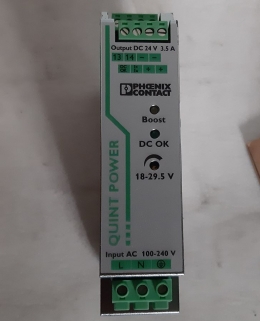 Output DC 24 V 3.5 A
13 14 − −
+ +
PHŒNIX
CONTACT
Boost
DC OK
18-29.5 V
QUINT POWER
Input AC 100-240 V
L N